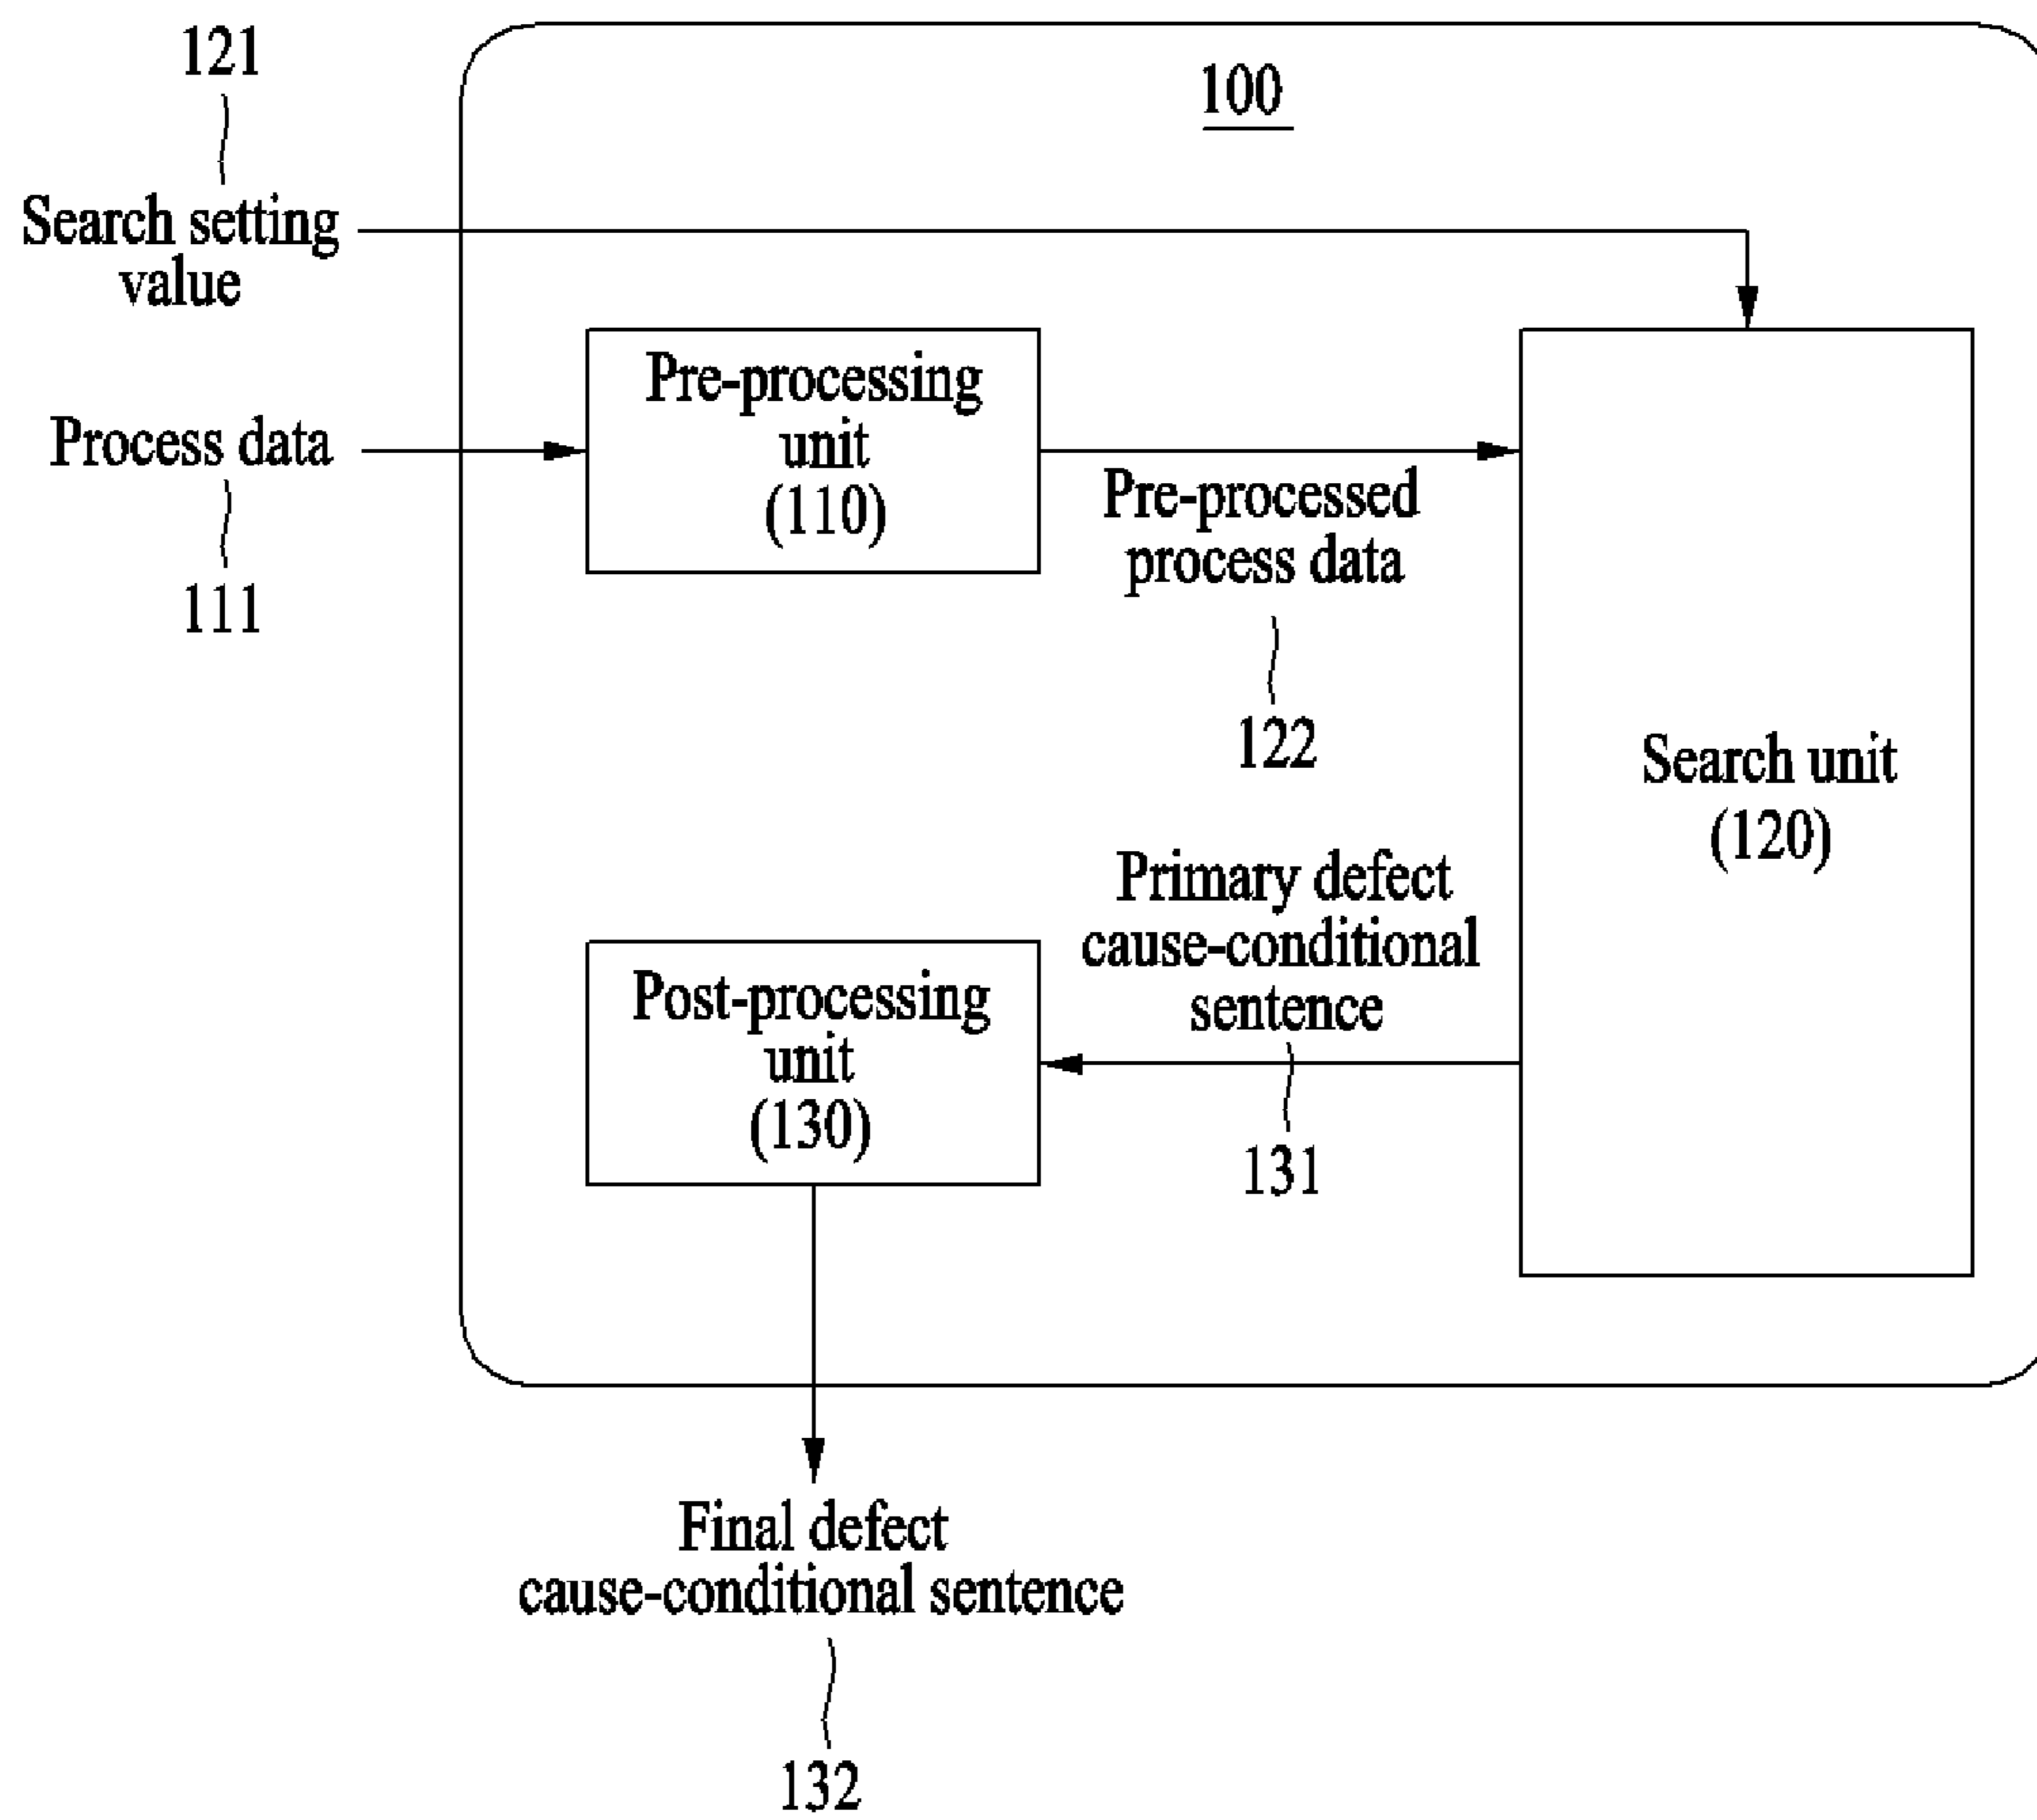 121
100
Search setting
value
Process data
111
Pre-processing
unit
(110)
Pre-processed
process data
122
Search unit
(120)
Primary defect
cause-conditional
sentence
131
Post-processing
unit
(130)
Final defect
cause-conditional sentence
132